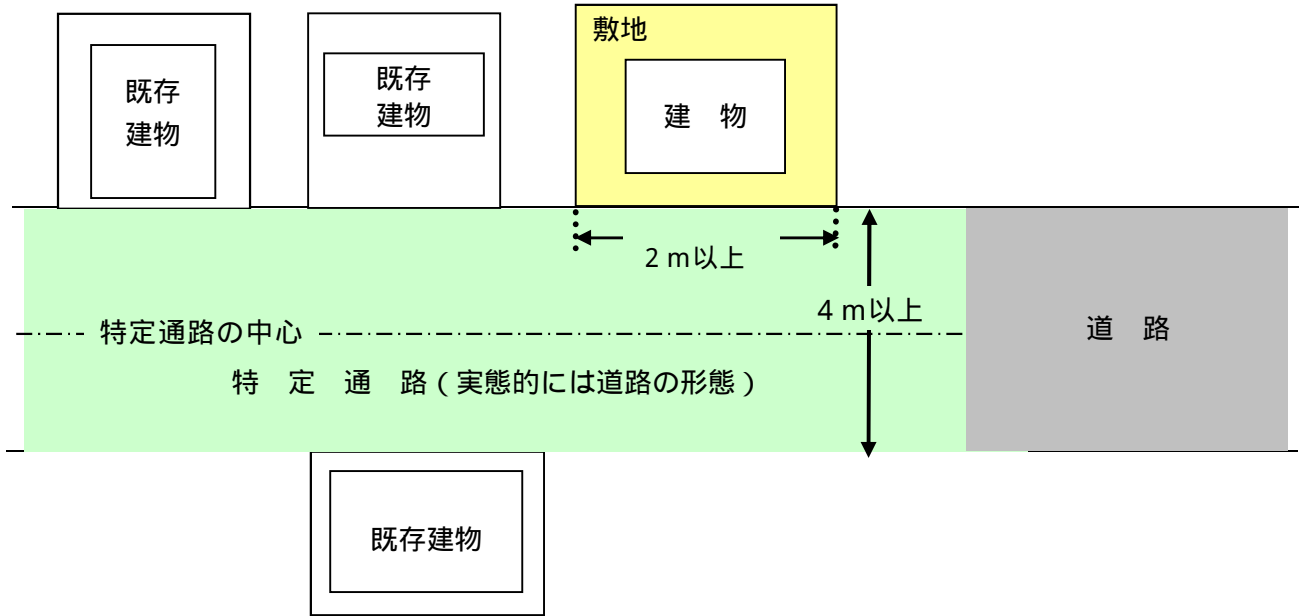 敷地
既存
建物
既存
建物
建　物
2 m以上
4 m以上
特定通路の中心
道　路
特　定　通　路（実態的には道路の形態）
既存建物